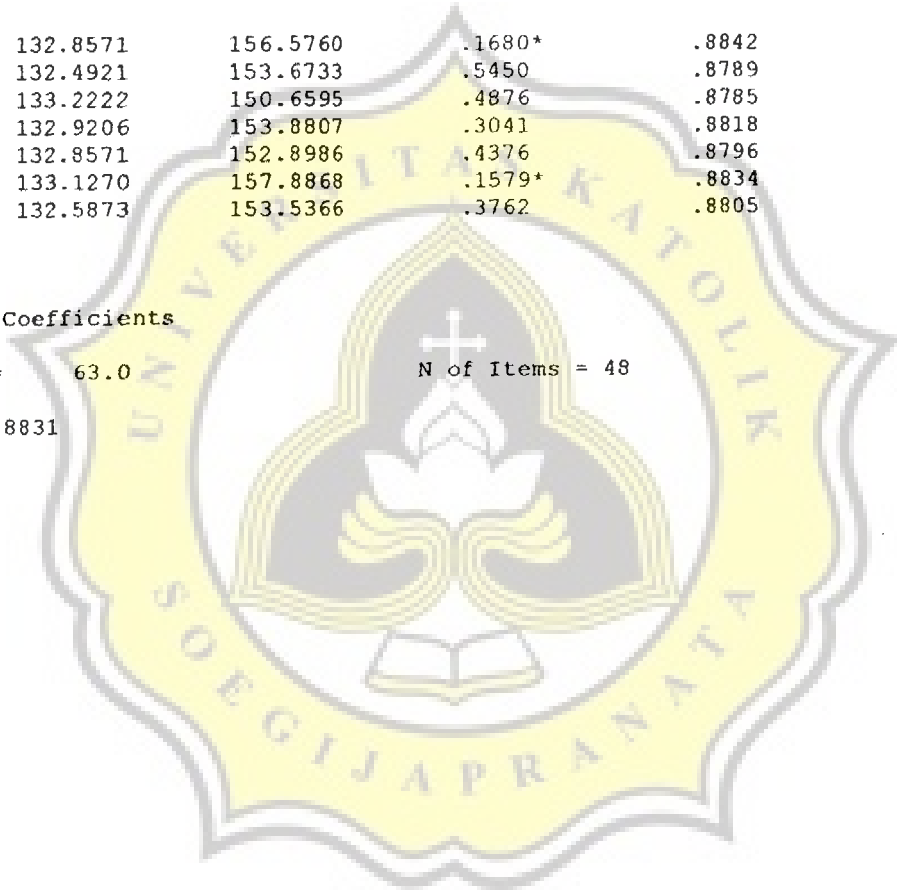 132.8571 156.5760 .1680* .8842
132.4921 153.6733 .5450 .8789
133.2222 150.6595 .4876 .8785
132.9206 153.8807 .3041 .8818
132.8571 152.8986 .4376 .8796
133.1270 157.8868 .1579* .8834
132.5873 153.5366 .3762 .8805
Coefficients
= 63.0 N of Items = 48
8831
UNIVERSITAS KATOLIK
SOEGIJAPRANATA